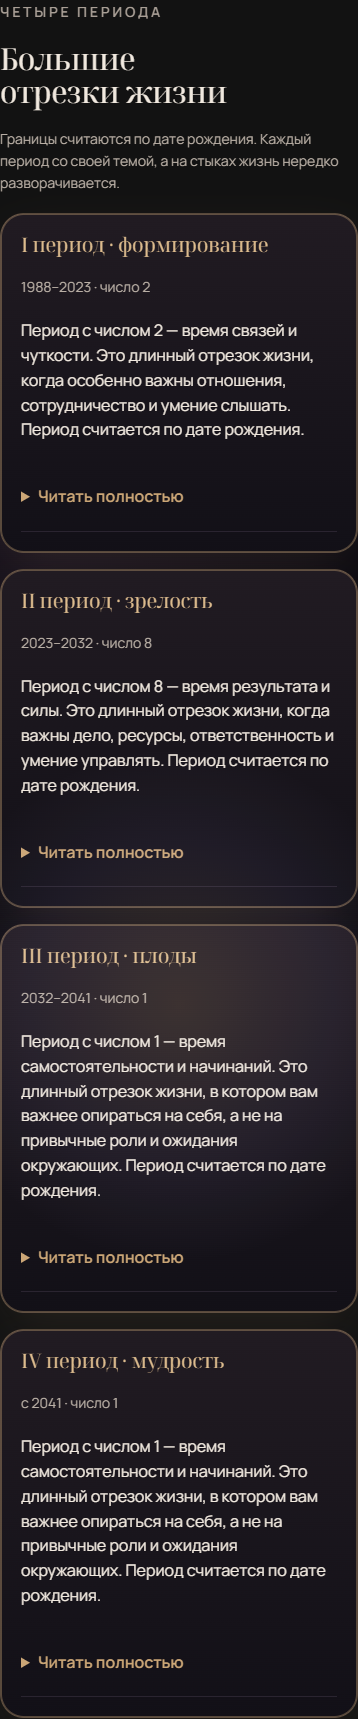 ЧЕТЫРЕ ПЕРИОДА
Большие
отрезки жизни
Границы считаются по дате рождения. Каждый
период со своей темой, а на стыках жизнь нередко
разворачивается.
I период · формирование
1988–2023 · число 2
Период с числом 2 — время связей и
чуткости. Это длинный отрезок жизни,
когда особенно важны отношения,
сотрудничество и умение слышать.
Период считается по дате рождения.
▶ Читать полностью
II период · зрелость
2023–2032 · число 8
Период с числом 8 — время результата и
силы. Это длинный отрезок жизни, когда
важны дело, ресурсы, ответственность и
умение управлять. Период считается по
дате рождения.
▶ Читать полностью
III период · плоды
2032–2041 · число 1
Период с числом 1 — время
самостоятельности и начинаний. Это
длинный отрезок жизни, в котором вам
важнее опираться на себя, а не на
привычные роли и ожидания
окружающих. Период считается по дате
рождения.
▶ Читать полностью
IV период · мудрость
с 2041 · число 1
Период с числом 1 — время
самостоятельности и начинаний. Это
длинный отрезок жизни, в котором вам
важнее опираться на себя, а не на
привычные роли и ожидания
окружающих. Период считается по дате
рождения.
▶ Читать полностью